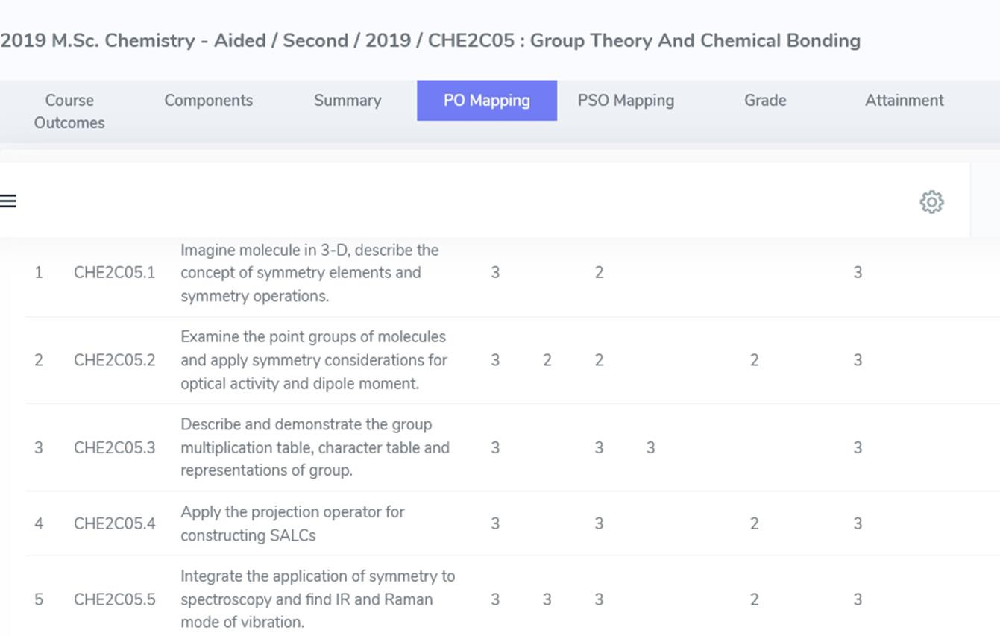 2019 M.Sc. Chemistry - Aided / Second / 2019 / CHE2C05 : Group Theory And Chemical Bonding
Course Components Summary PO Mapping PSO Mapping Grade Attainment
Outcomes
Imagine molecule in 3-D, describe the
1 CHE2C05.1 concept of symmetry elements and 3 2 3
symmetry operations.
Examine the point groups of molecules
2 CHE2C05.2 and apply symmetry considerations for 3 2 2 2 3
optical activity and dipole moment.
Describe and demonstrate the group
3 CHE2C05.3 multiplication table, character table and 3 3 3 3
representations of group.
Apply the projection operator for
4 CHE2C05.4 3 3 2 3
constructing SALCs
Integrate the application of symmetry to
5 CHE2C05.5 spectroscopy and find IR and Raman 3 3 3 2 3
mode of vibration.